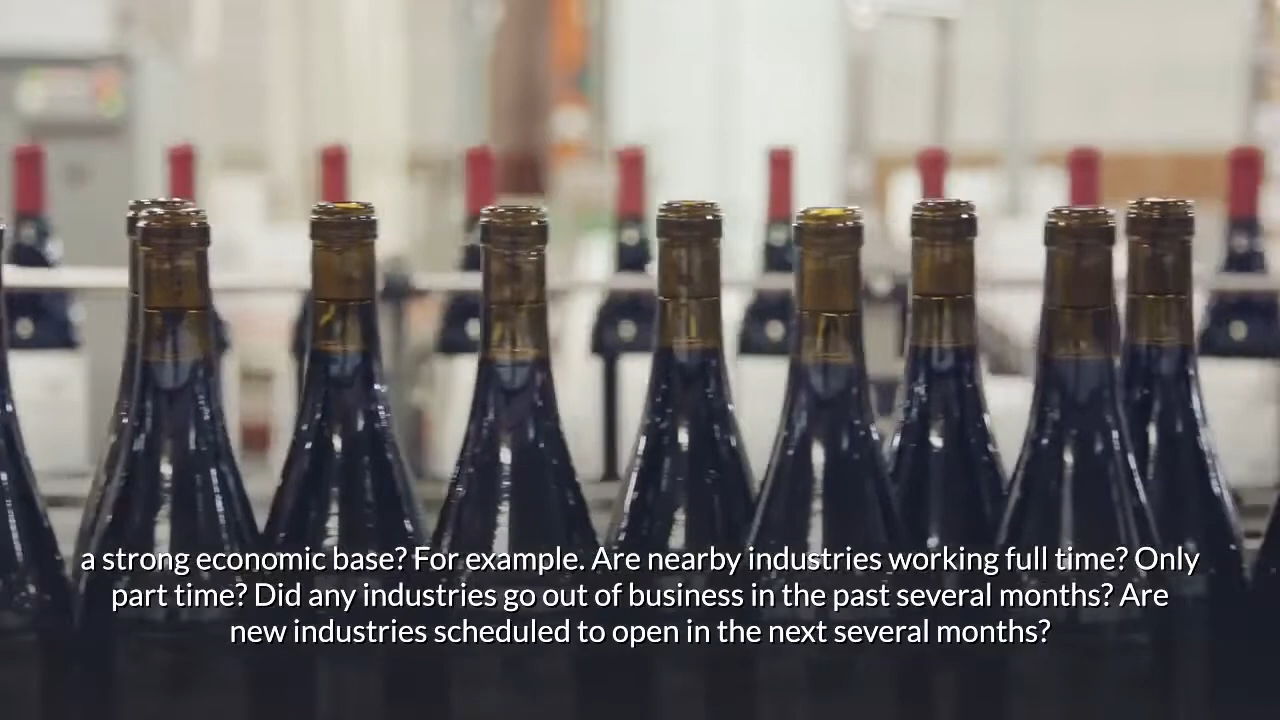 a strong economic base? For example. Are nearby industries working full time? Only
part time? Did any industries go out of business in the past several months? Are
new industries scheduled to open in the next several months?